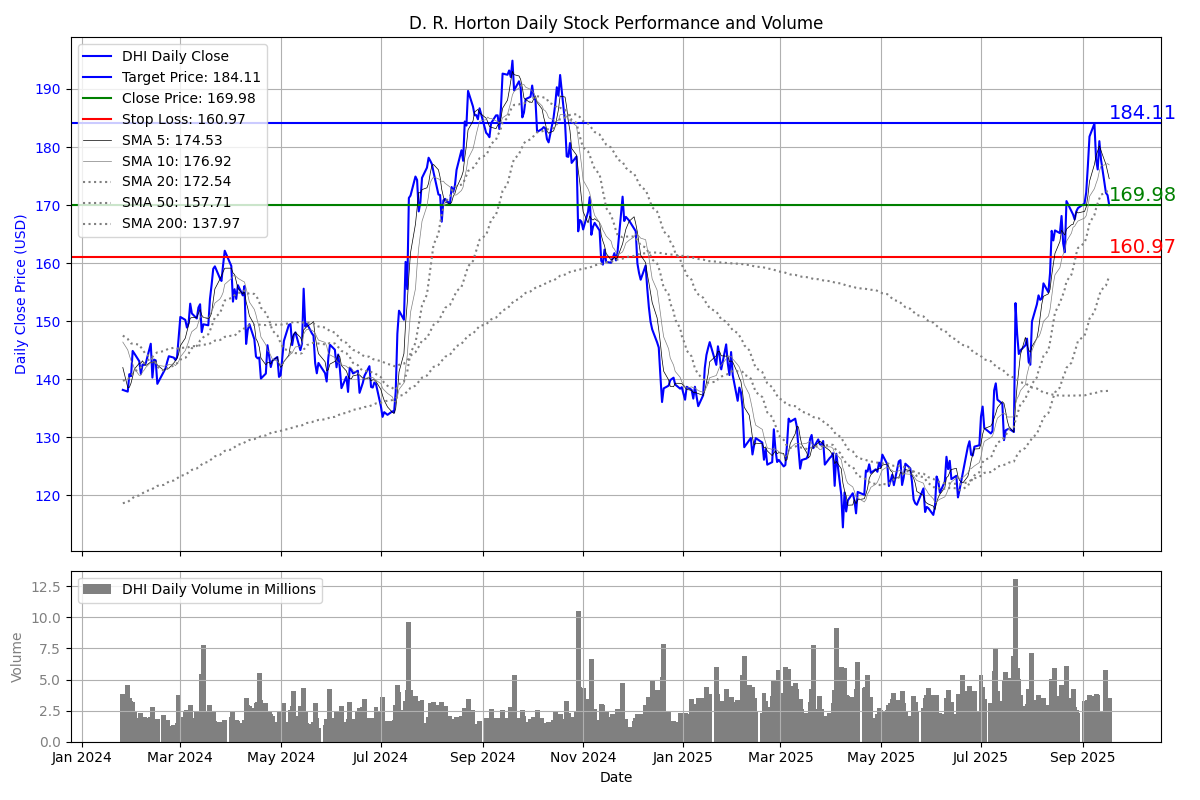 D. R. Horton Daily Stock Performance and Volume
DHI Daily Close
Target Price: 184.11
Close Price: 169.98
Stop Loss: 160.97
SMA 5: 174.53
SMA 10: 176.92
SMA 20: 172.54
SMA 50: 157.71
SMA 200: 137.97
184.11
169.98
160.97
Daily Close Price (USD)
190
180
170
160
150
140
130
120
DHI Daily Volume in Millions
Volume
12.5
10.0
7.5
5.0
2.5
0.0
Jan 2024 Mar 2024 May 2024 Jul 2024 Sep 2024 Nov 2024 Jan 2025 Mar 2025 May 2025 Jul 2025 Sep 2025
Date